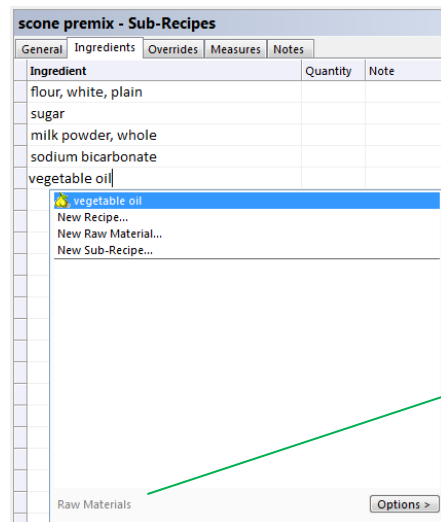 scone premix - Sub-Recipes
General Ingredients Overrides Measures Notes
Ingredient Quantity Note
flour, white, plain
sugar
milk powder, whole
sodium bicarbonate
vegetable oil
vegetable oil
New Recipe...
New Raw Material...
New Sub-Recipe...
Raw Materials Options >